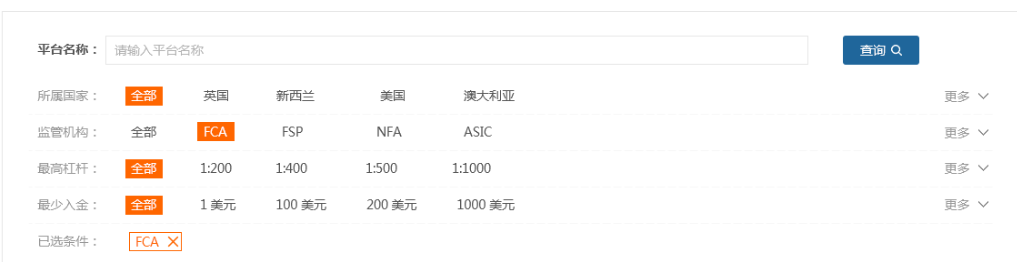 平台名称： 请输入平台名称 查询
所属国家： 全部 英国 新西兰 美国 澳大利亚 更多
监管机构： 全部 FCA FSP NFA ASIC 更多
最高杠杆： 全部 1:200 1:400 1:500 1:1000 更多
最少入金： 全部 1 美元 100 美元 200 美元 1000 美元 更多
已选条件： FCA